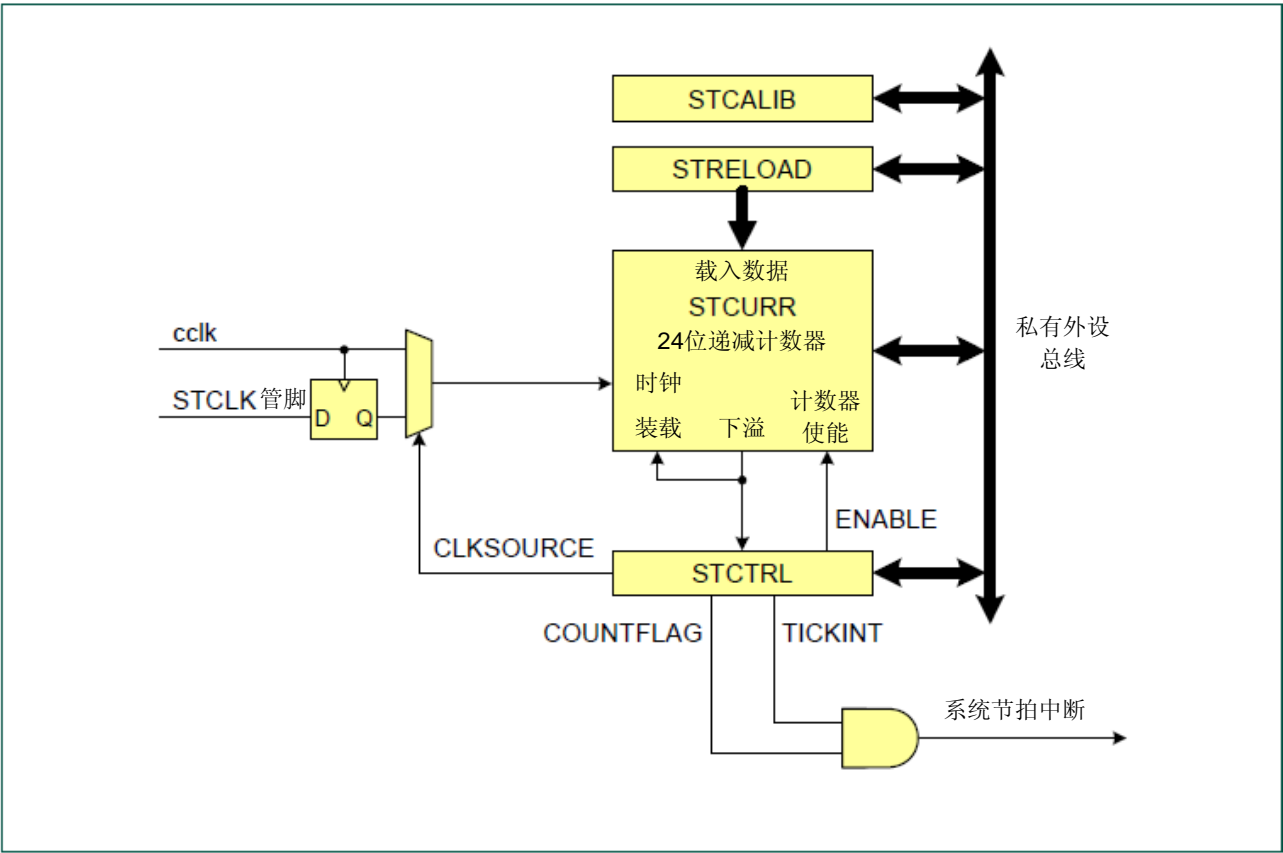 STCALIB
STRELOAD
载入数据
STCURR
24位递减计数器
时钟
计数器
装载
下溢
使能
私有外设
总线
cclk
STCLK管脚
D
Q
ENABLE
CLKSOURCE
STCTRL
COUNTFLAG
TICKINT
系统节拍中断